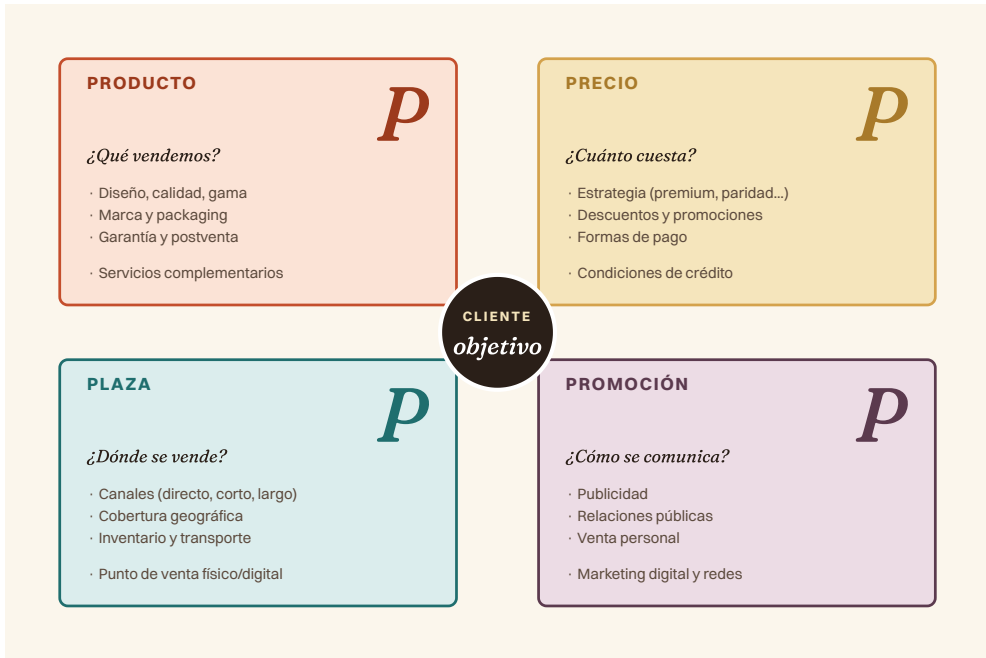 PRODUCTO
P
¿Qué vendemos?
· Diseño, calidad, gama
· Marca y packaging
· Garantía y postventa
· Servicios complementarios
PRECIO
P
¿Cuánto cuesta?
· Estrategia (premium, paridad...)
· Descuentos y promociones
· Formas de pago
· Condiciones de crédito
CLIENTE
objetivo
PLAZA
P
¿Dónde se vende?
· Canales (directo, corto, largo)
· Cobertura geográfica
· Inventario y transporte
· Punto de venta físico/digital
PROMOCIÓN
P
¿Cómo se comunica?
· Publicidad
· Relaciones públicas
· Venta personal
· Marketing digital y redes